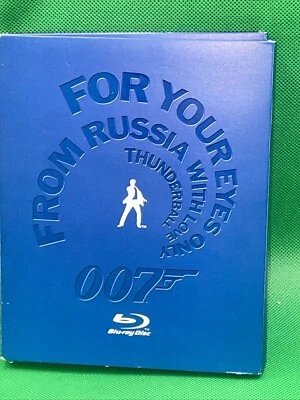 FOR YOUR EYES ONLY
FROM RUSSIA WITH LOVE
THUNDERBALL
007
Blu-ray Disc